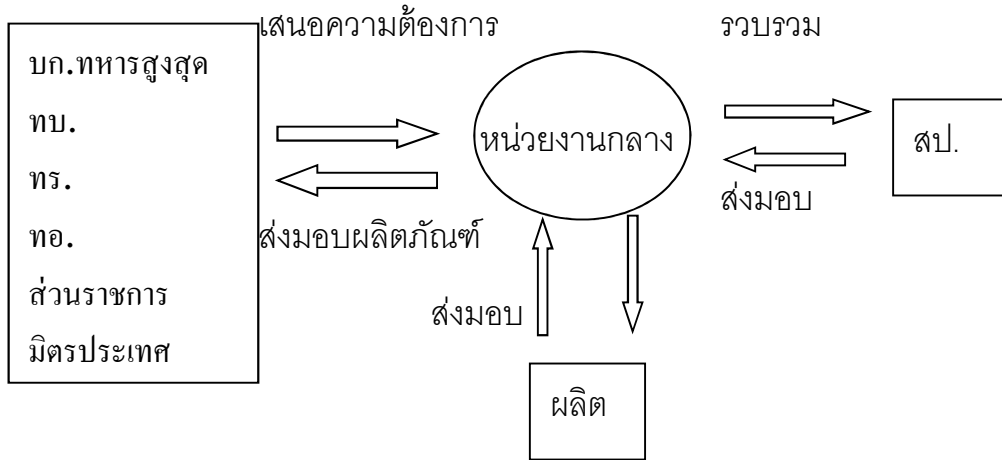 เสนอความต้องการ
รวบรวม
บก.ทหารสูงสุด
ทบ.
ทร.
ทอ.
ส่วนราชการ
มิตรประเทศ
หน่วยงานกลาง
สป.
ส่งมอบผลิตภัณฑ์
ส่งมอบ
ส่งมอบ
ผลิต